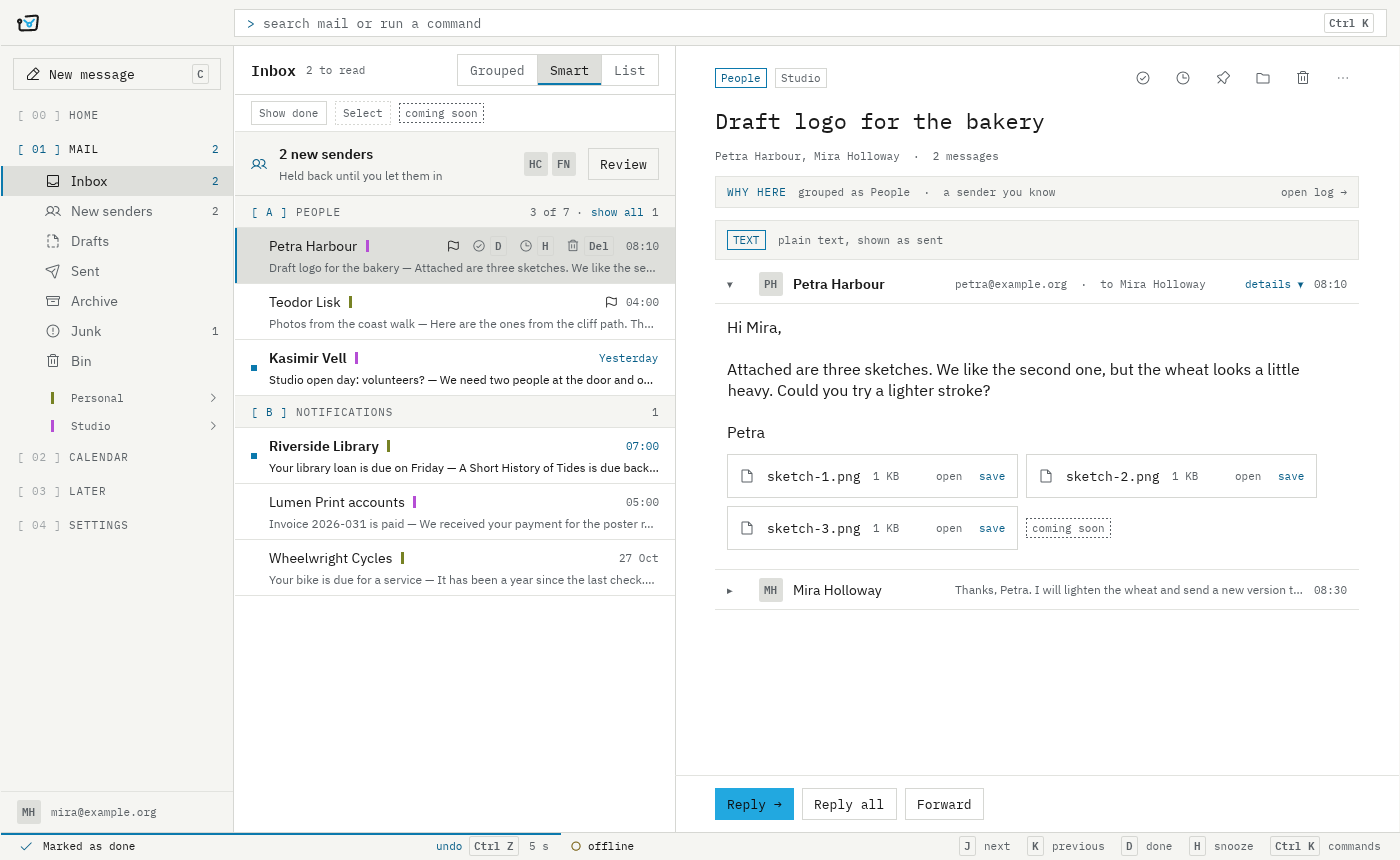 > search mail or run a command Ctrl K
New message C
Inbox 2 to read Grouped Smart List
Show done Select coming soon
[ 00 ] HOME
[ 01 ] MAIL 2
Inbox 2
New senders 2
Drafts
Sent
Archive
Junk 1
Bin
Personal
Studio
[ 02 ] CALENDAR
[ 03 ] LATER
[ 04 ] SETTINGS
MH mira@example.org
2 new senders
Held back until you let them in
HC FN Review
[ A ] PEOPLE 3 of 7 · show all 1
Petra Harbour D H Del 08:10
Draft logo for the bakery — Attached are three sketches. We like the se…
Teodor Lisk 04:00
Photos from the coast walk — Here are the ones from the cliff path. Th…
Kasimir Vell Yesterday
Studio open day: volunteers? — We need two people at the door and o…
[ B ] NOTIFICATIONS 1
Riverside Library 07:00
Your library loan is due on Friday — A Short History of Tides is due back…
Lumen Print accounts 05:00
Invoice 2026-031 is paid — We received your payment for the poster r…
Wheelwright Cycles 27 Oct
Your bike is due for a service — It has been a year since the last check.…
People Studio
Draft logo for the bakery
Petra Harbour, Mira Holloway · 2 messages
WHY HERE grouped as People · a sender you know open log →
TEXT plain text, shown as sent
▾ PH Petra Harbour petra@example.org · to Mira Holloway details ▾ 08:10
Hi Mira,
Attached are three sketches. We like the second one, but the wheat looks a little
heavy. Could you try a lighter stroke?
Petra
sketch-1.png 1 KB open save
sketch-2.png 1 KB open save
sketch-3.png 1 KB open save
coming soon
▸ MH Mira Holloway Thanks, Petra. I will lighten the wheat and send a new version t… 08:30
Reply → Reply all Forward
Marked as done undo Ctrl Z 5 s offline J next K previous D done H snooze Ctrl K commands